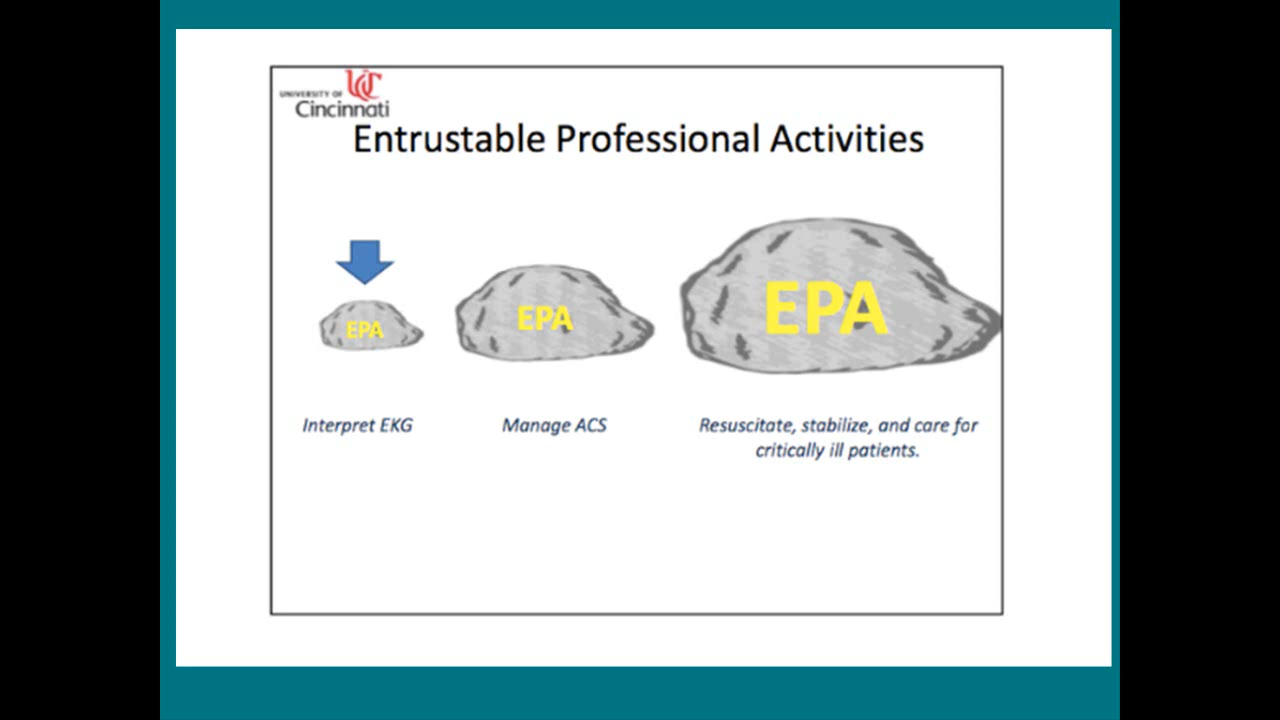 UNIVERSITY OF
UC
Cincinnati
Entrustable Professional Activities
EPA
EPA
EPA
Interpret EKG
Manage ACS
Resuscitate, stabilize, and care for
critically ill patients.